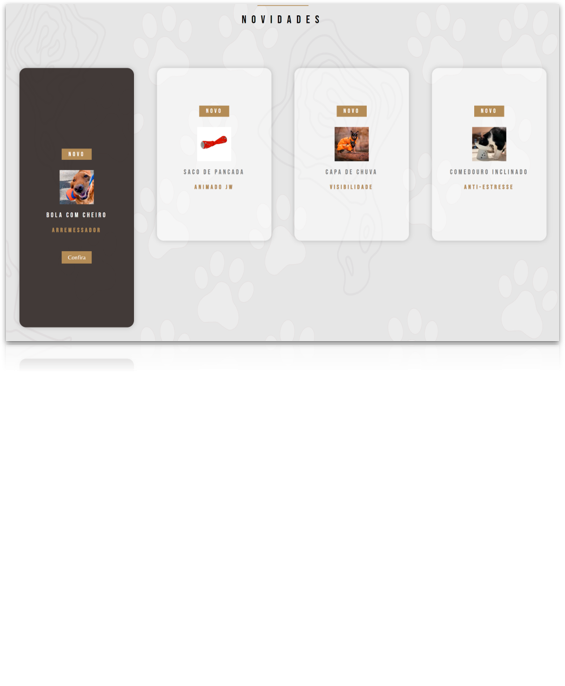 NOVIDADES
NOVO
BOLA COM CHEIRO
ARREMESSADOR
Confira
NOVO
SACO DE PANCADA
ANIMADO JW
NOVO
CAPA DE CHUVA
VISIBILIDADE
NOVO
COMEDOURO INCLINADO
ANTI-ESTRESSE